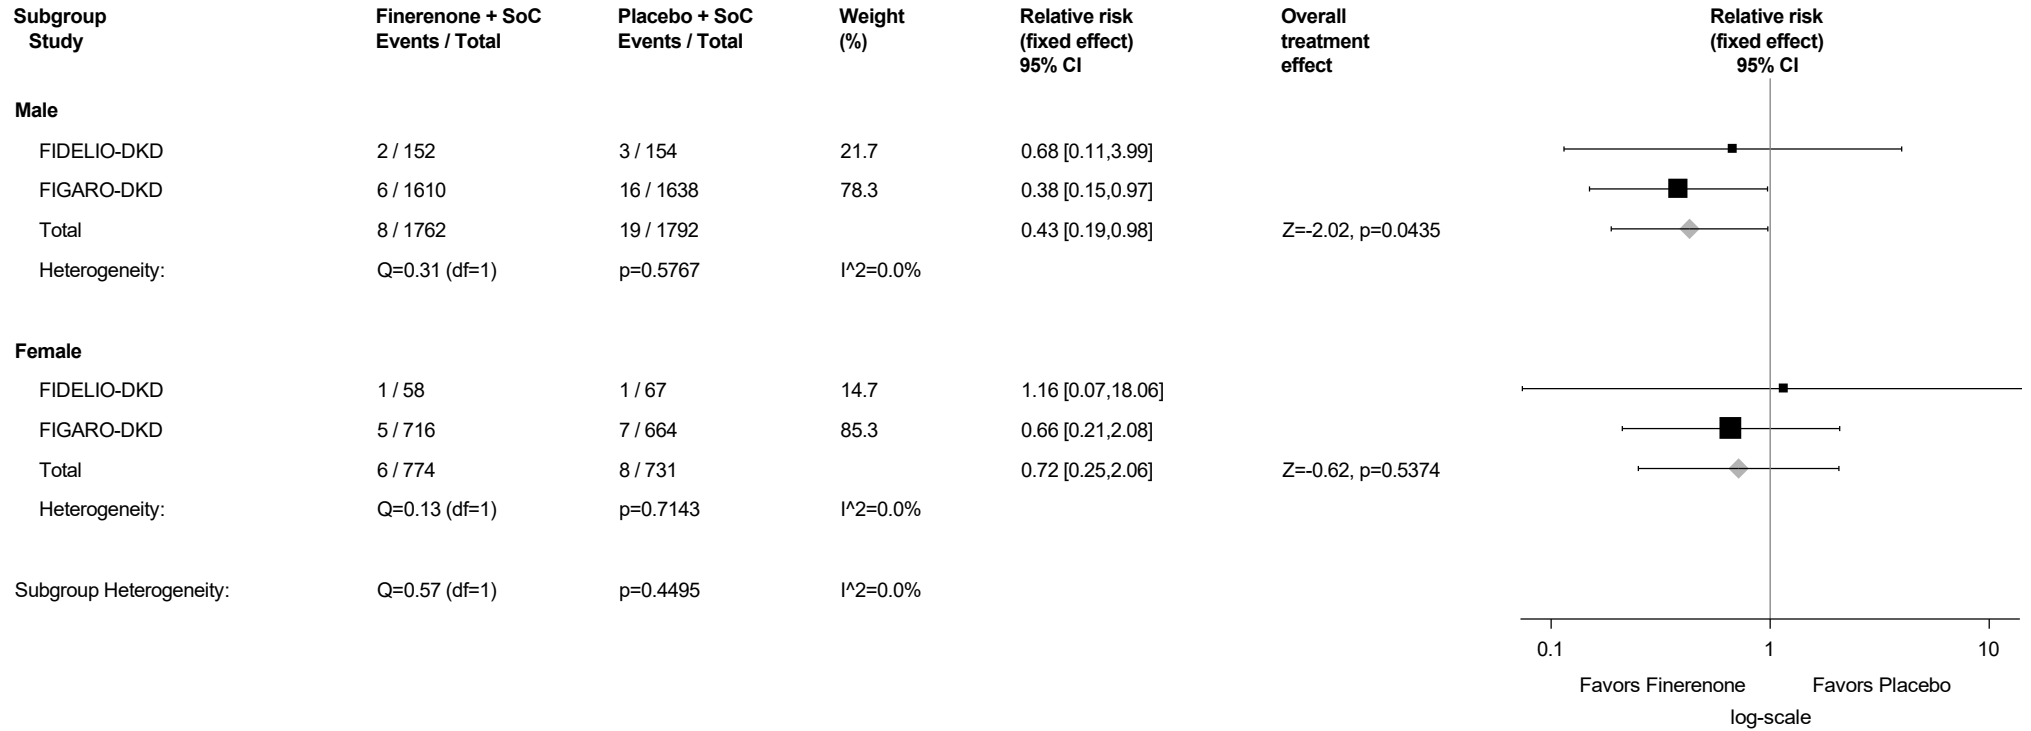 Subgroup Finerenone + SoC Placebo + SoC Weight Relative risk Overall Relative risk
Study Events / Total Events / Total (%) (fixed effect) treatment (fixed effect)
95% CI effect 95% CI
Male
FIDELIO-DKD 2 / 152 3 / 154 21.7 0.68 [0.11,3.99]
FIGARO-DKD 6 / 1610 16 / 1638 78.3 0.38 [0.15,0.97]
Total 8 / 1762 19 / 1792 0.43 [0.19,0.98] Z=-2.02, p=0.0435
Heterogeneity: Q=0.31 (df=1) p=0.5767 I^2=0.0%
Female
FIDELIO-DKD 1 / 58 1 / 67 14.7 1.16 [0.07,18.06]
FIGARO-DKD 5 / 716 7 / 664 85.3 0.66 [0.21,2.08]
Total 6 / 774 8 / 731 0.72 [0.25,2.06] Z=-0.62, p=0.5374
Heterogeneity: Q=0.13 (df=1) p=0.7143 I^2=0.0%
Subgroup Heterogeneity: Q=0.57 (df=1) p=0.4495 I^2=0.0%
0.1 1 10
Favors Finerenone Favors Placebo
log-scale